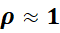 𝝆 ≈ 𝟏